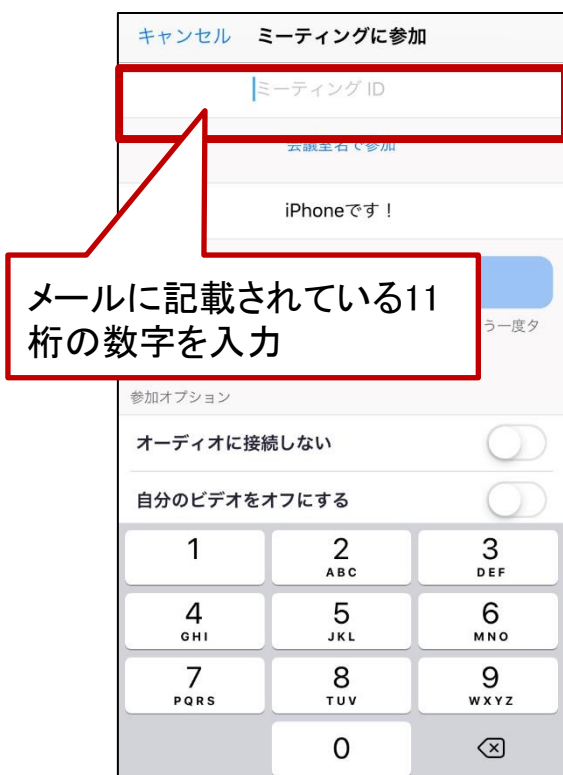 キャンセル ミーティングに参加
ミーティング ID
会議室名で参加
iPhoneです！
メールに記載されている11
桁の数字を入力
う一度タ
参加オプション
オーディオに接続しない
自分のビデオをオフにする
1 2 3
ABC DEF
4 5 6
GHI JKL MNO
7 8 9
PQRS TUV WXYZ
0